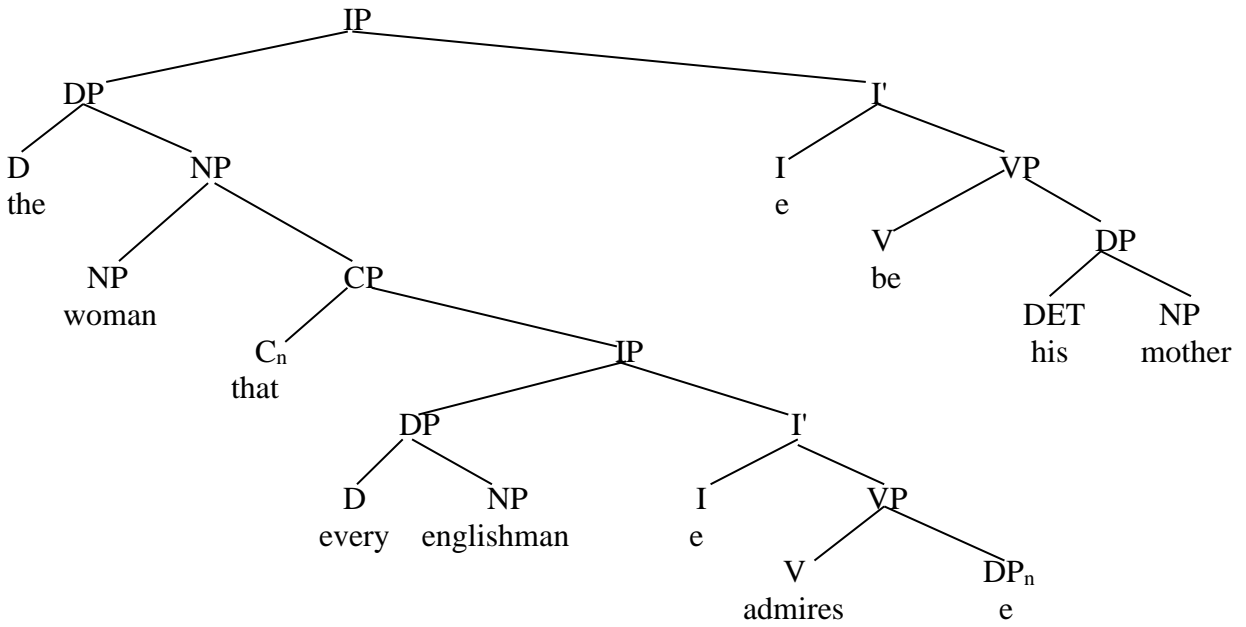 IP
DP I'
D NP I VP
the e
V DP
NP CP be
woman DET NP
his mother
Cn IP
that
DP I'
D NP I VP
every englishman e
V DPn
admires e